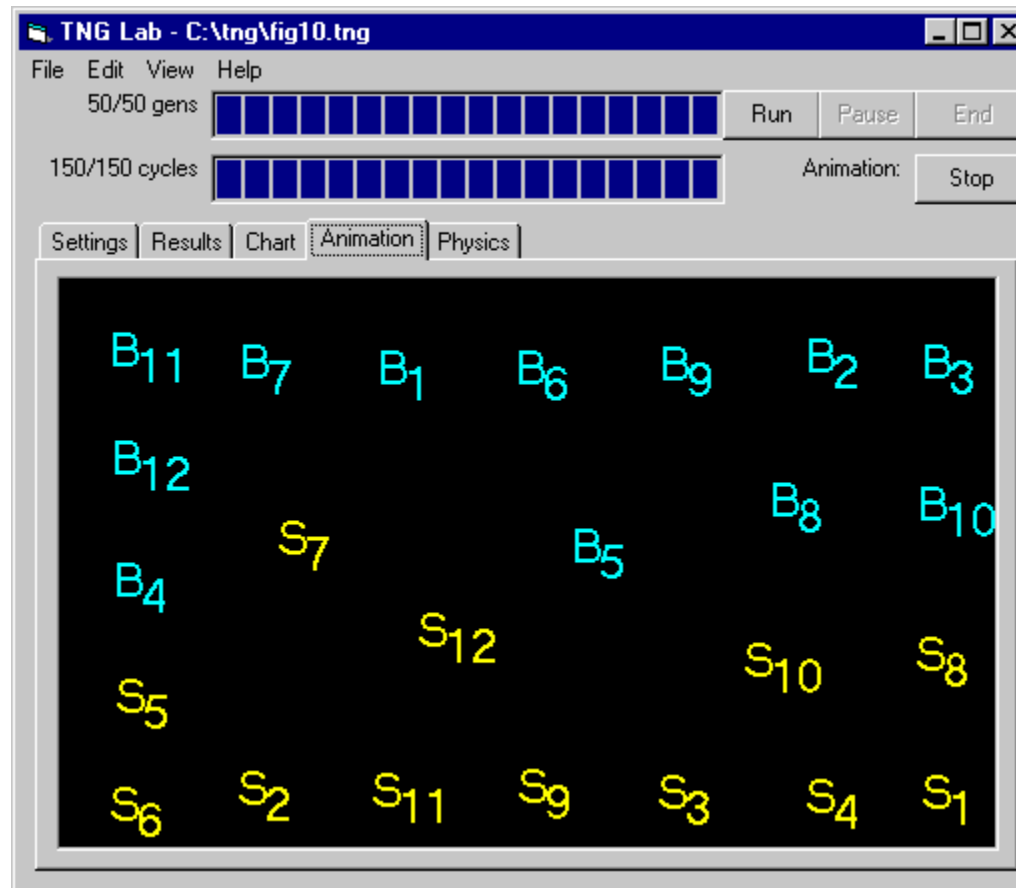 TNG Lab - C:\tng\fig10.tng
File Edit View Help
50/50 gens Run Pause End
150/150 cycles Animation: Stop
Settings Results Chart Animation Physics
B11 B7 B1 B6 B9 B2 B3
B12
B8 B10
S7 B5
B4
S12 S10 S8
S5
S6 S2 S11 S9 S3 S4 S1